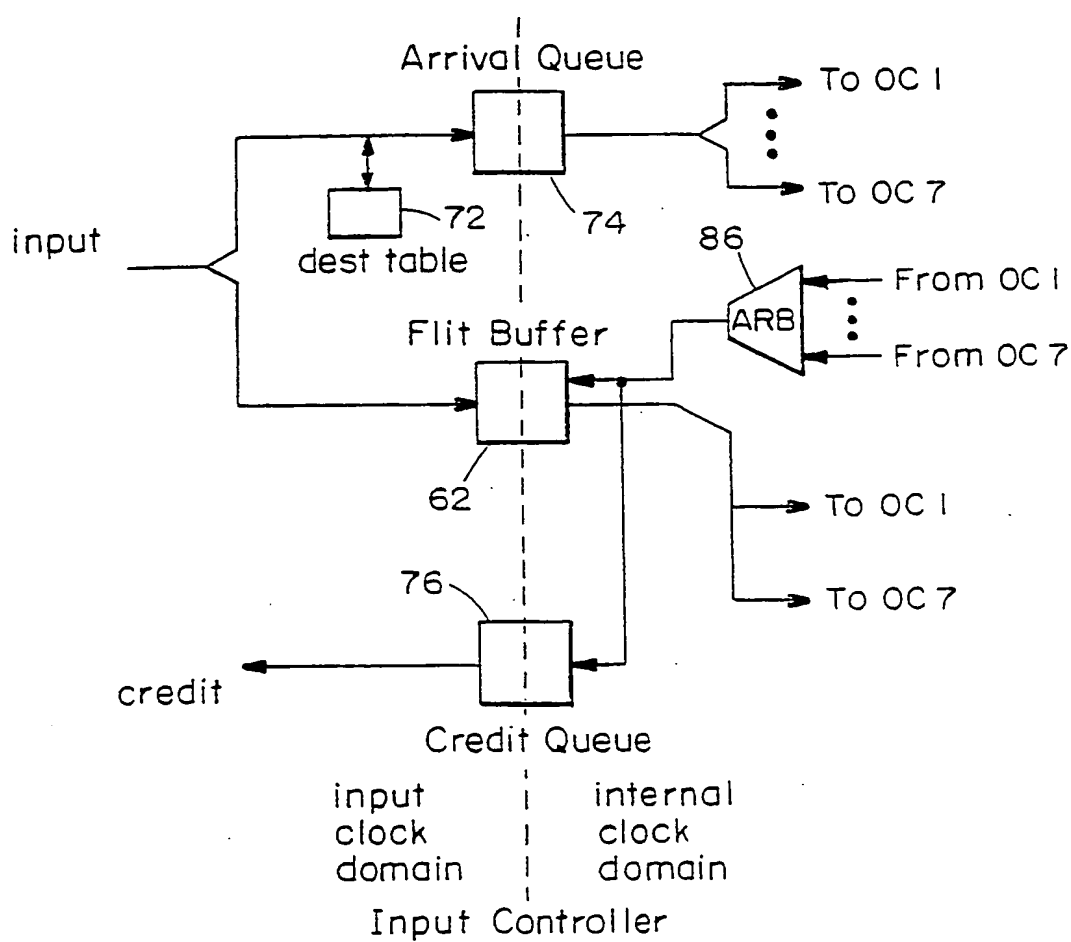 Arrival Queue
To OC 1
To OC 7
72
74
dest table
input
86
From OC 1
ARB
From OC 7
Flit Buffer
62
To OC 1
To OC 7
76
credit
Credit Queue
input
clock
domain
internal
clock
domain
Input Controller